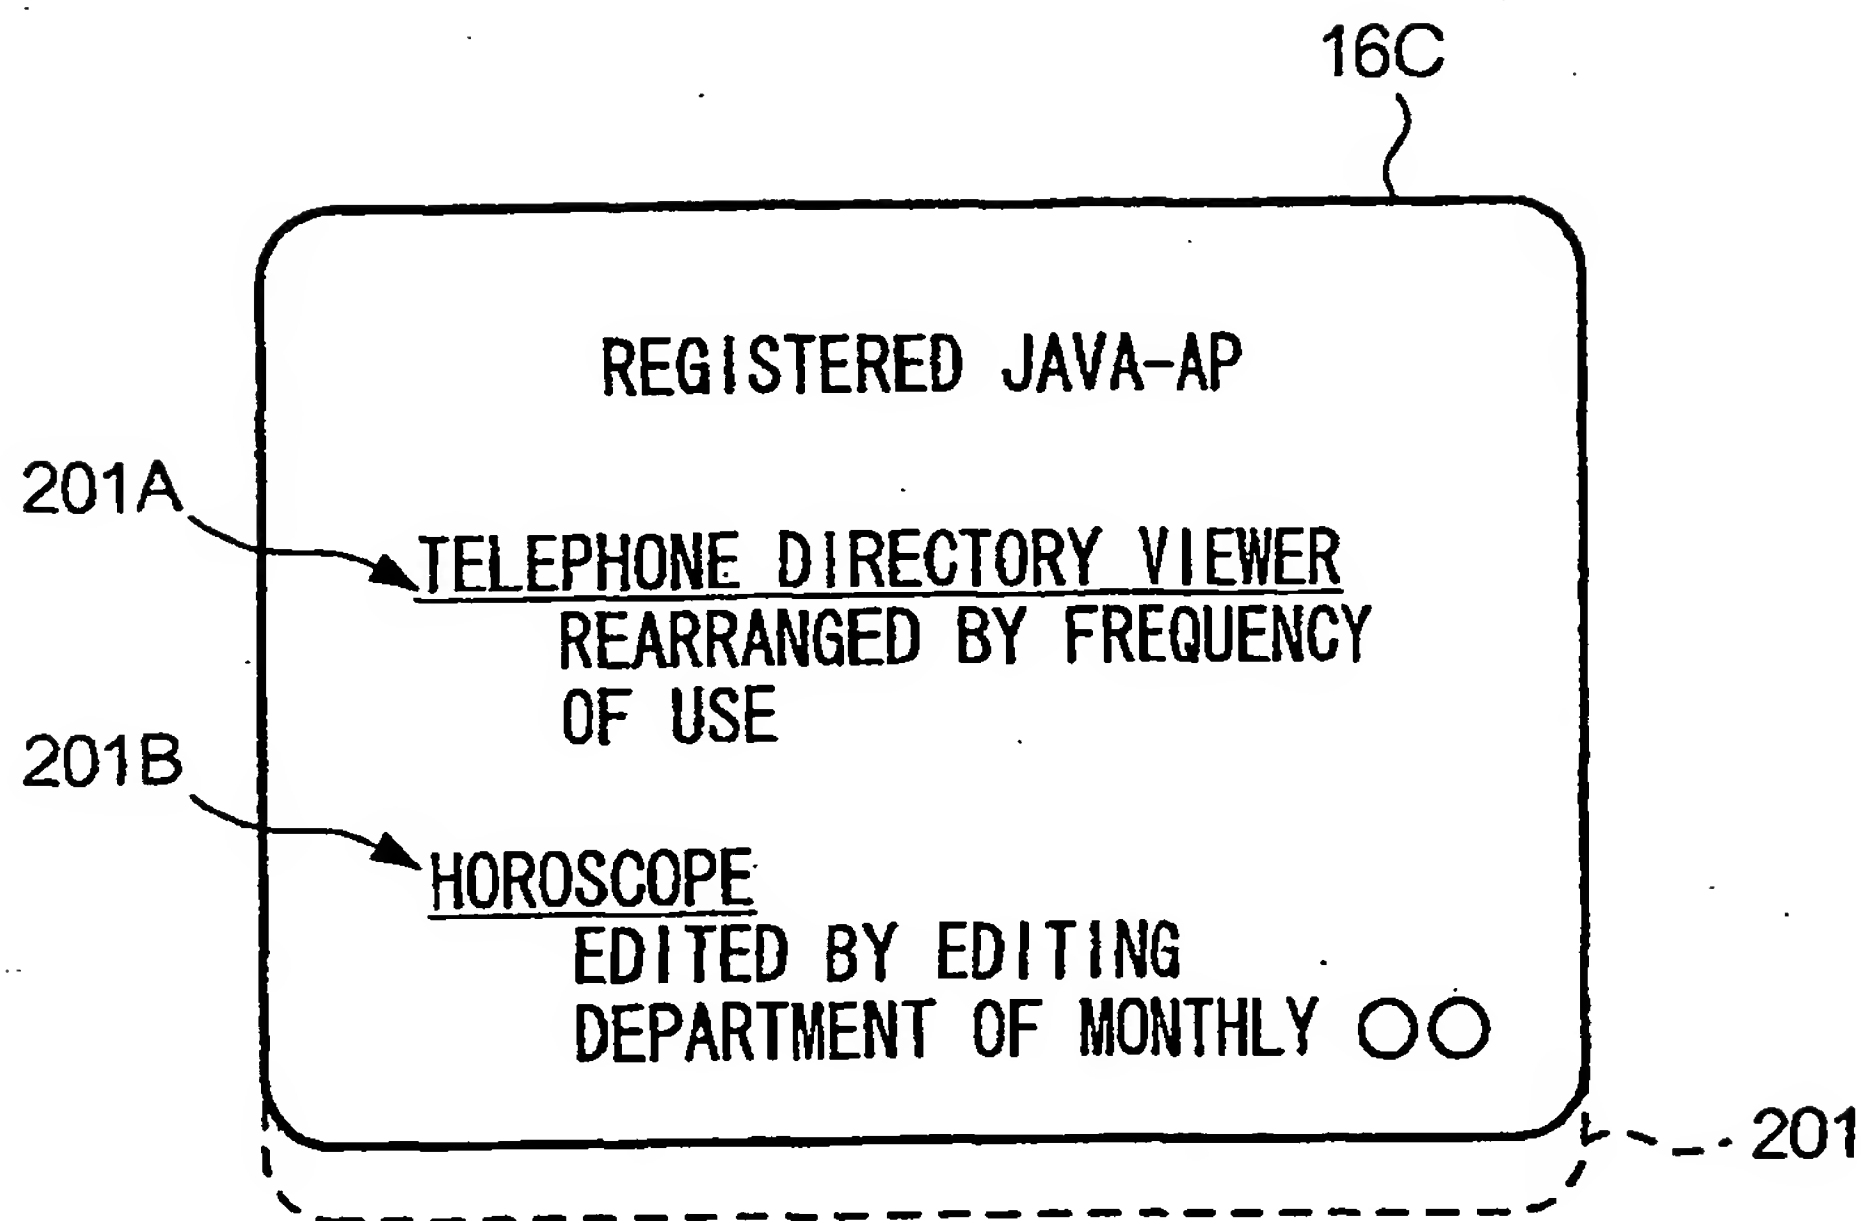 16C
REGISTERED JAVA-AP
201A
TELEPHONE DIRECTORY VIEWER
REARRANGED BY FREQUENCY
OF USE
201B
HOROSCOPE
EDITED BY EDITING
DEPARTMENT OF MONTHLY ○○
201